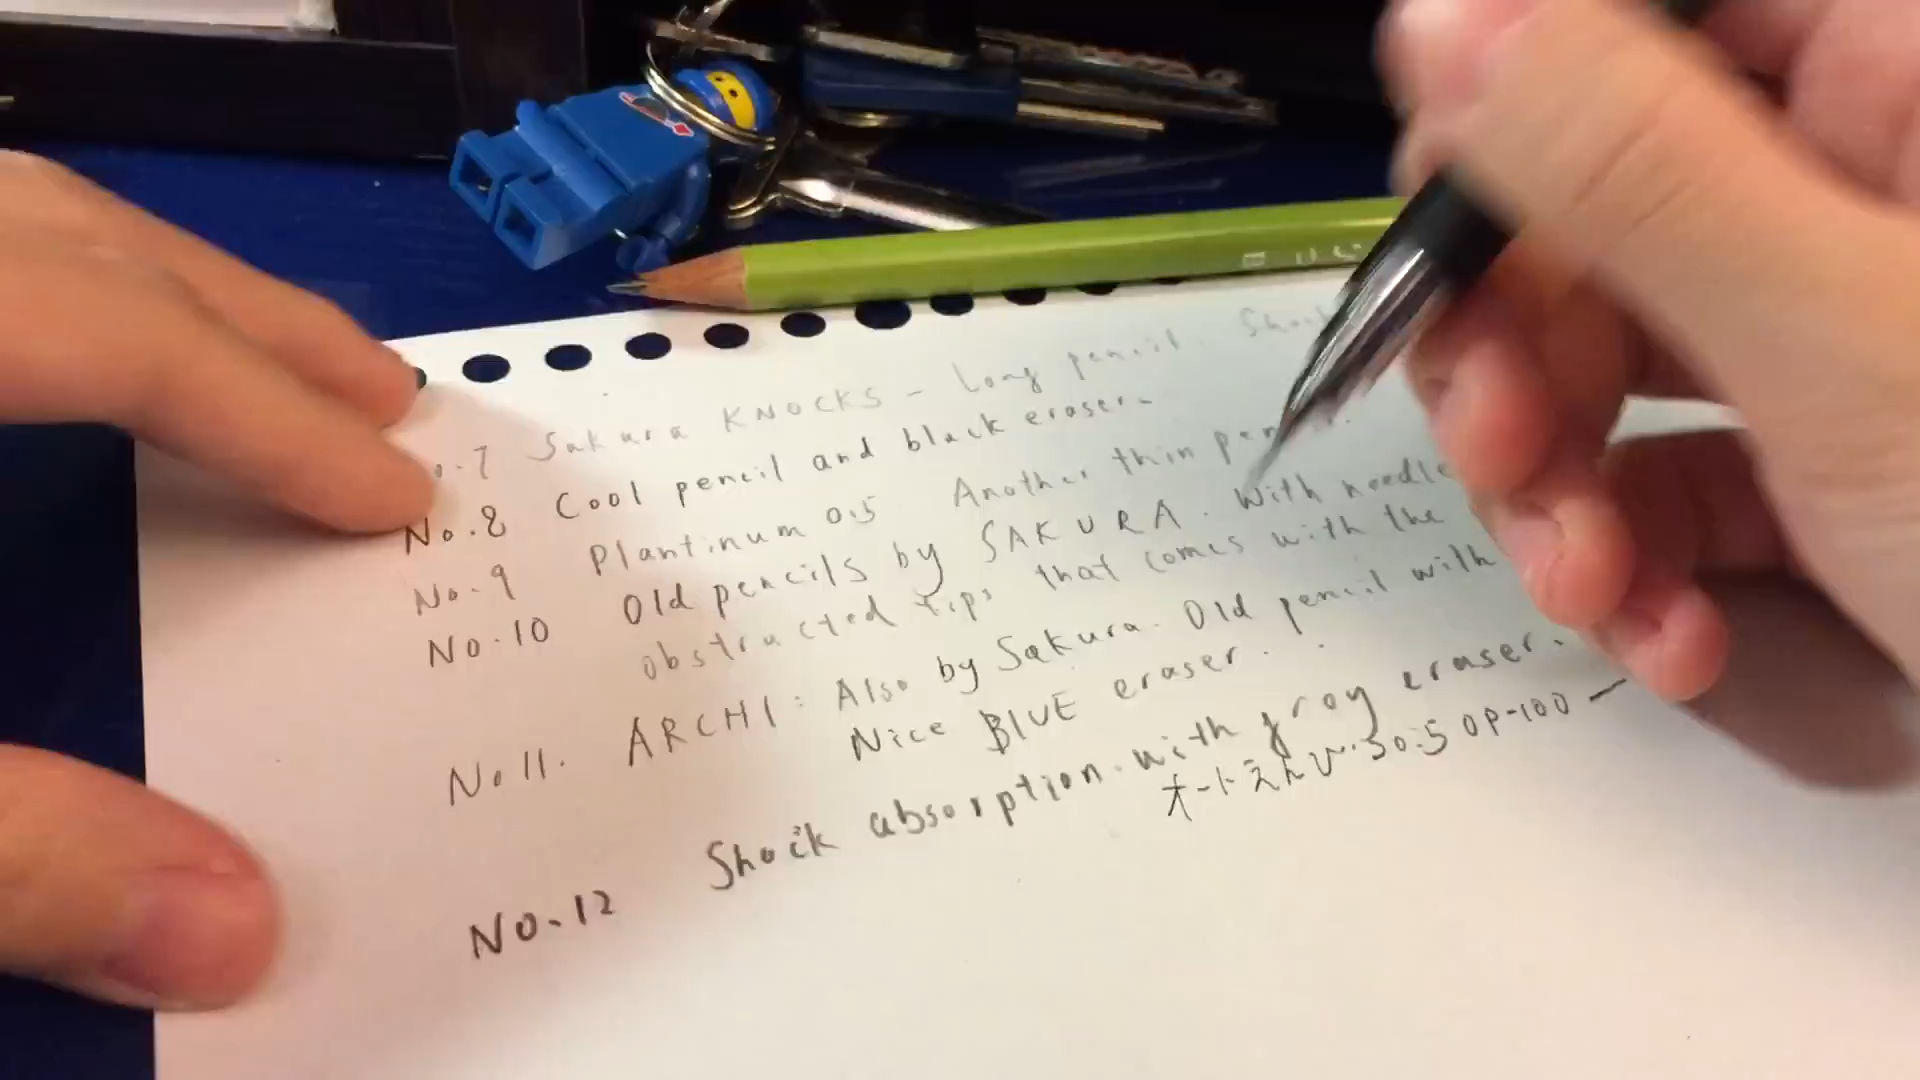 No.7 Sakura KNOCKS - Long pencil.
No.8 Cool pencil and black eraser.
No.9 Plantinum 0.5 Another thin
No.10 Old pencils by SAKURA. With needle
obstructed tips that comes with the
No 11. ARCHI: Also by Sakura. Old pencil with
Nice BLUE eraser.
No.12 Shock absorption. with gray eraser.
オートえんぴつ 0.5 OP-100 —